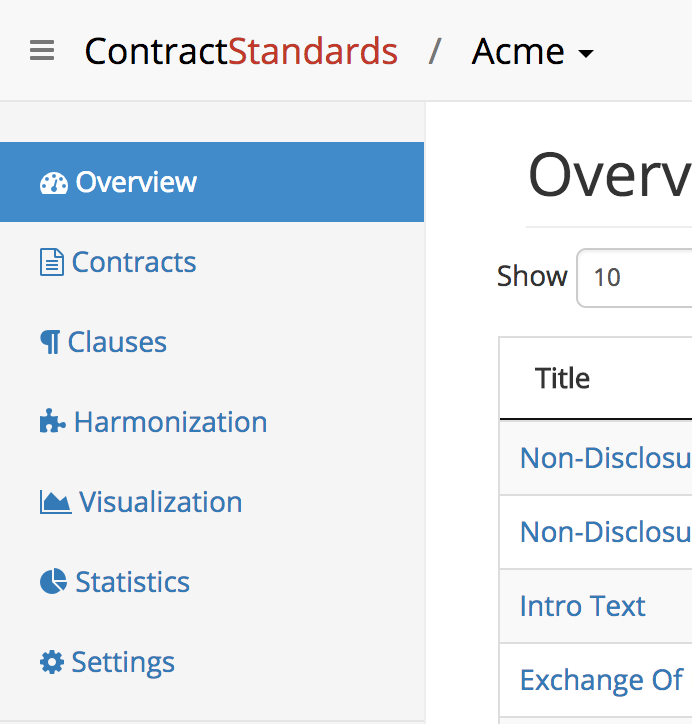 ContractStandards / Acme
Overview
Contracts
Clauses
Harmonization
Visualization
Statistics
Settings
Overv
Show 10
Title
Non-Disclosu
Non-Disclosu
Intro Text
Exchange Of